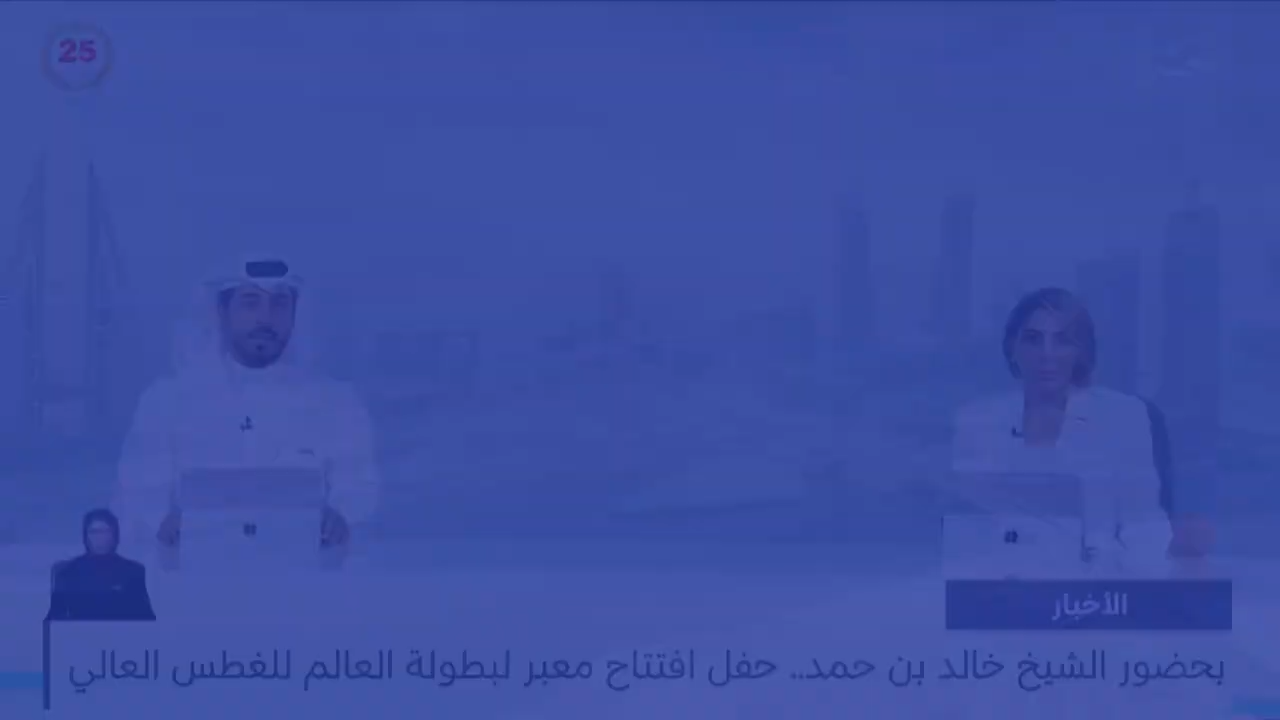 25
الأخبار
بحضور الشيخ خالد بن حمد.. حفل افتتاح معبر لبطولة العالم للغطس العالي